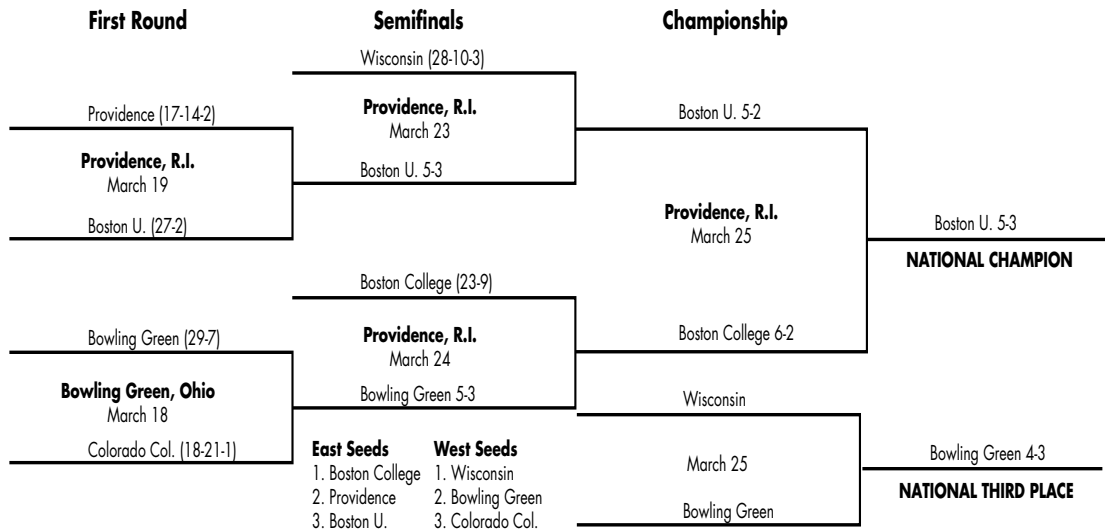 First Round
Semifinals
Championship
Wisconsin (28-10-3)
Providence (17-14-2)
Providence, R.I.
March 23
Boston U. 5-2
Providence, R.I.
March 19
Boston U. 5-3
Boston U. (27-2)
Providence, R.I.
March 25
Boston U. 5-3
NATIONAL CHAMPION
Boston College (23-9)
Bowling Green (29-7)
Providence, R.I.
March 24
Boston College 6-2
Bowling Green, Ohio
March 18
Bowling Green 5-3
Wisconsin
Colorado Col. (18-21-1)
East Seeds
1. Boston College
2. Providence
3. Boston U.
West Seeds
1. Wisconsin
2. Bowling Green
3. Colorado Col.
March 25
Bowling Green
Bowling Green 4-3
NATIONAL THIRD PLACE